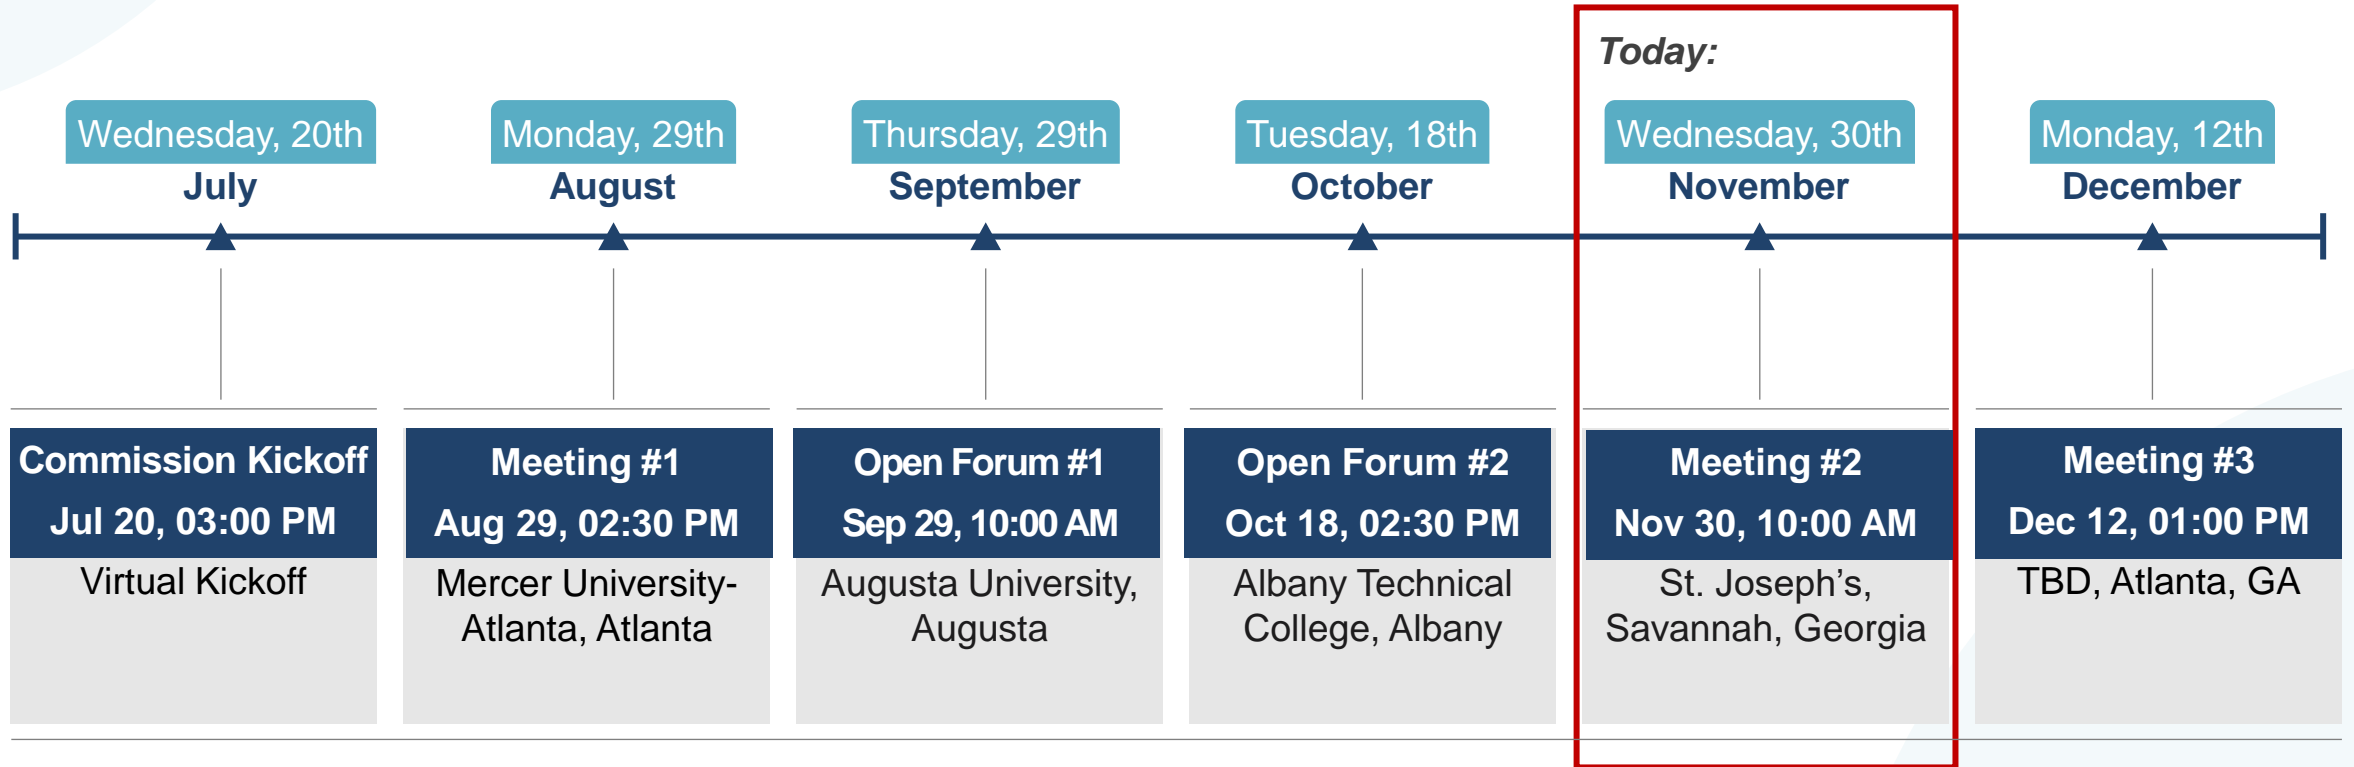 Today:
Wednesday, 20th
July
Monday, 29th
August
Thursday, 29th
September
Tuesday, 18th
October
Wednesday, 30th
November
Monday, 12th
December
Commission Kickoff
Jul 20, 03:00 PM
Virtual Kickoff
Meeting #1
Aug 29, 02:30 PM
Mercer University-
Atlanta, Atlanta
Open Forum #1
Sep 29, 10:00 AM
Augusta University,
Augusta
Open Forum #2
Oct 18, 02:30 PM
Albany Technical
College, Albany
Meeting #2
Nov 30, 10:00 AM
St. Joseph’s,
Savannah, Georgia
Meeting #3
Dec 12, 01:00 PM
TBD, Atlanta, GA